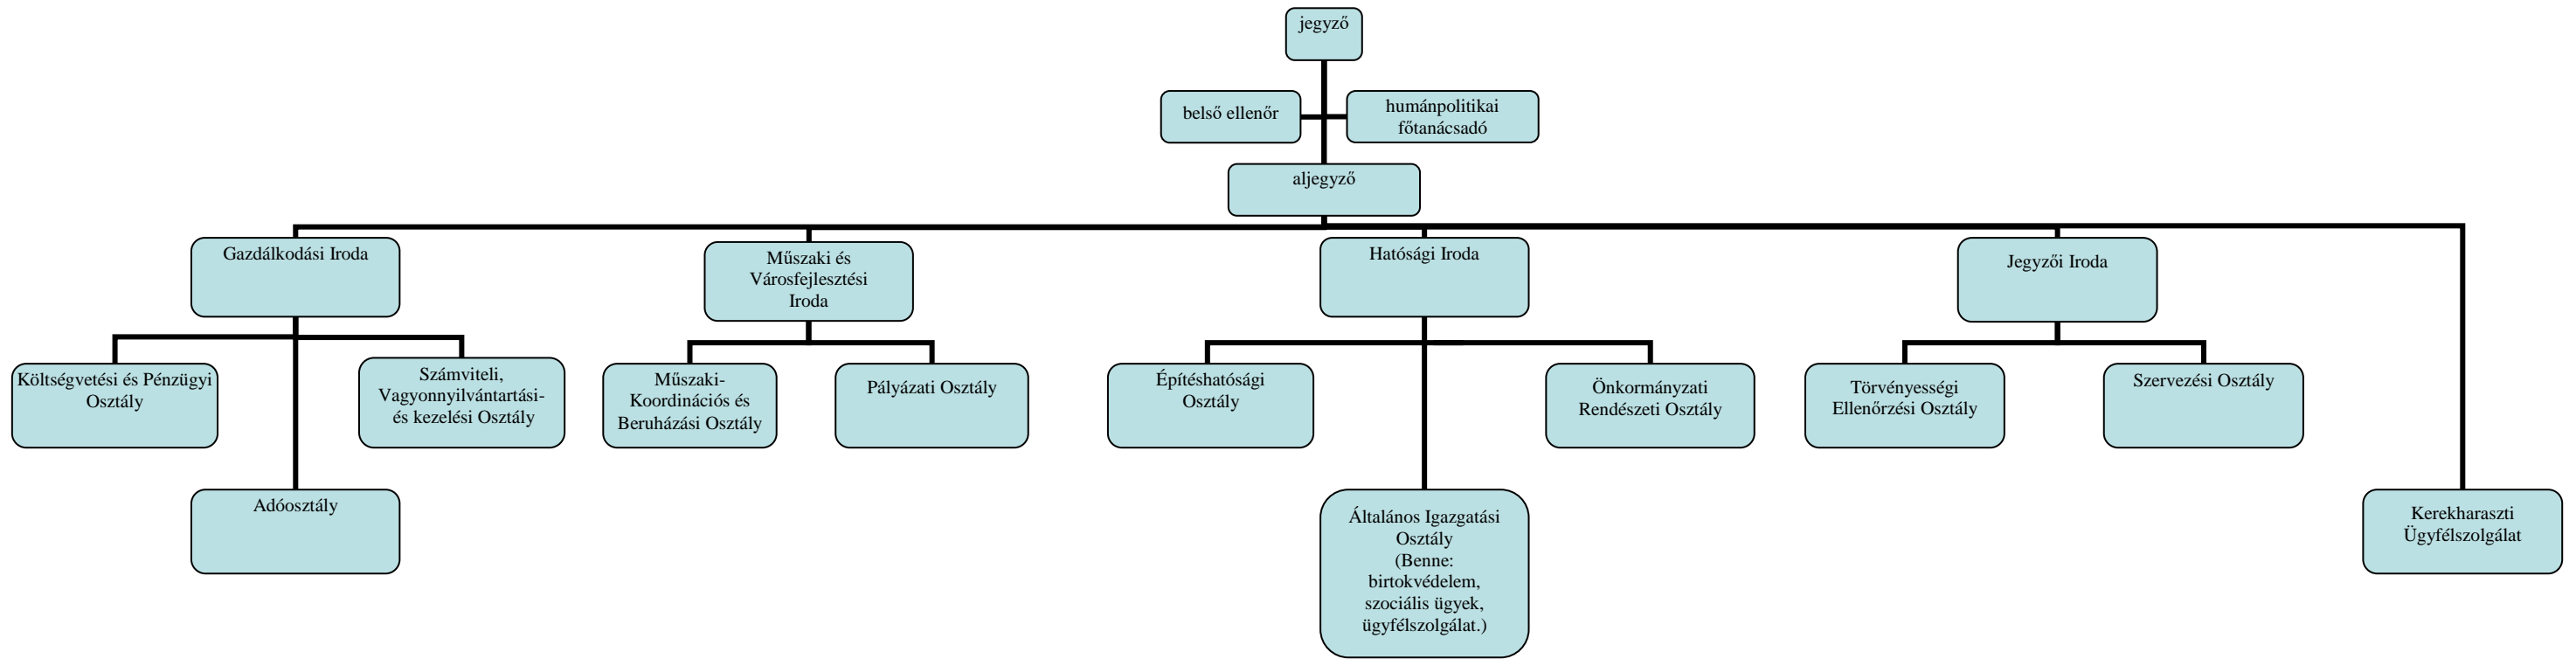 jegyző
belső ellenőr
humánpolitikai
főtanácsadó
aljegyző
Gazdálkodási Iroda
Műszaki és
Városfejlesztési
Iroda
Hatósági Iroda
Jegyzői Iroda
Költségvetési és Pénzügyi
Osztály
Számviteli,
Vagyonnyilvántartási-
és kezelési Osztály
Műszaki-
Koordinációs és
Beruházási Osztály
Pályázati Osztály
Építéshatósági
Osztály
Önkormányzati
Rendészeti Osztály
Törvényességi
Ellenőrzési Osztály
Szervezési Osztály
Adóosztály
Általános Igazgatási
Osztály
(Benne:
birtokvédelem,
szociális ügyek,
ügyfélszolgálat.)
Kerekharaszti
Ügyfélszolgálat